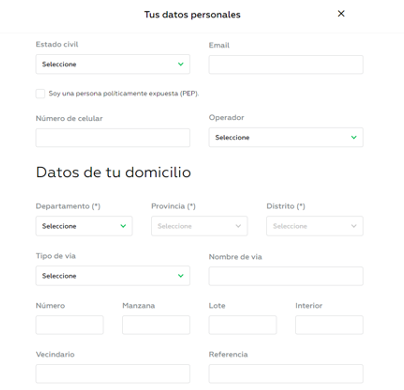 Tus datos personales
Estado civil Email
Seleccione
Soy una persona políticamente expuesta (PEP).
Número de celular Operador
Seleccione
Datos de tu domicilio
Departamento (*) Provincia (*) Distrito (*)
Seleccione Seleccione Seleccione
Tipo de vía Nombre de vía
Seleccione
Número Manzana Lote Interior
Vecindario Referencia